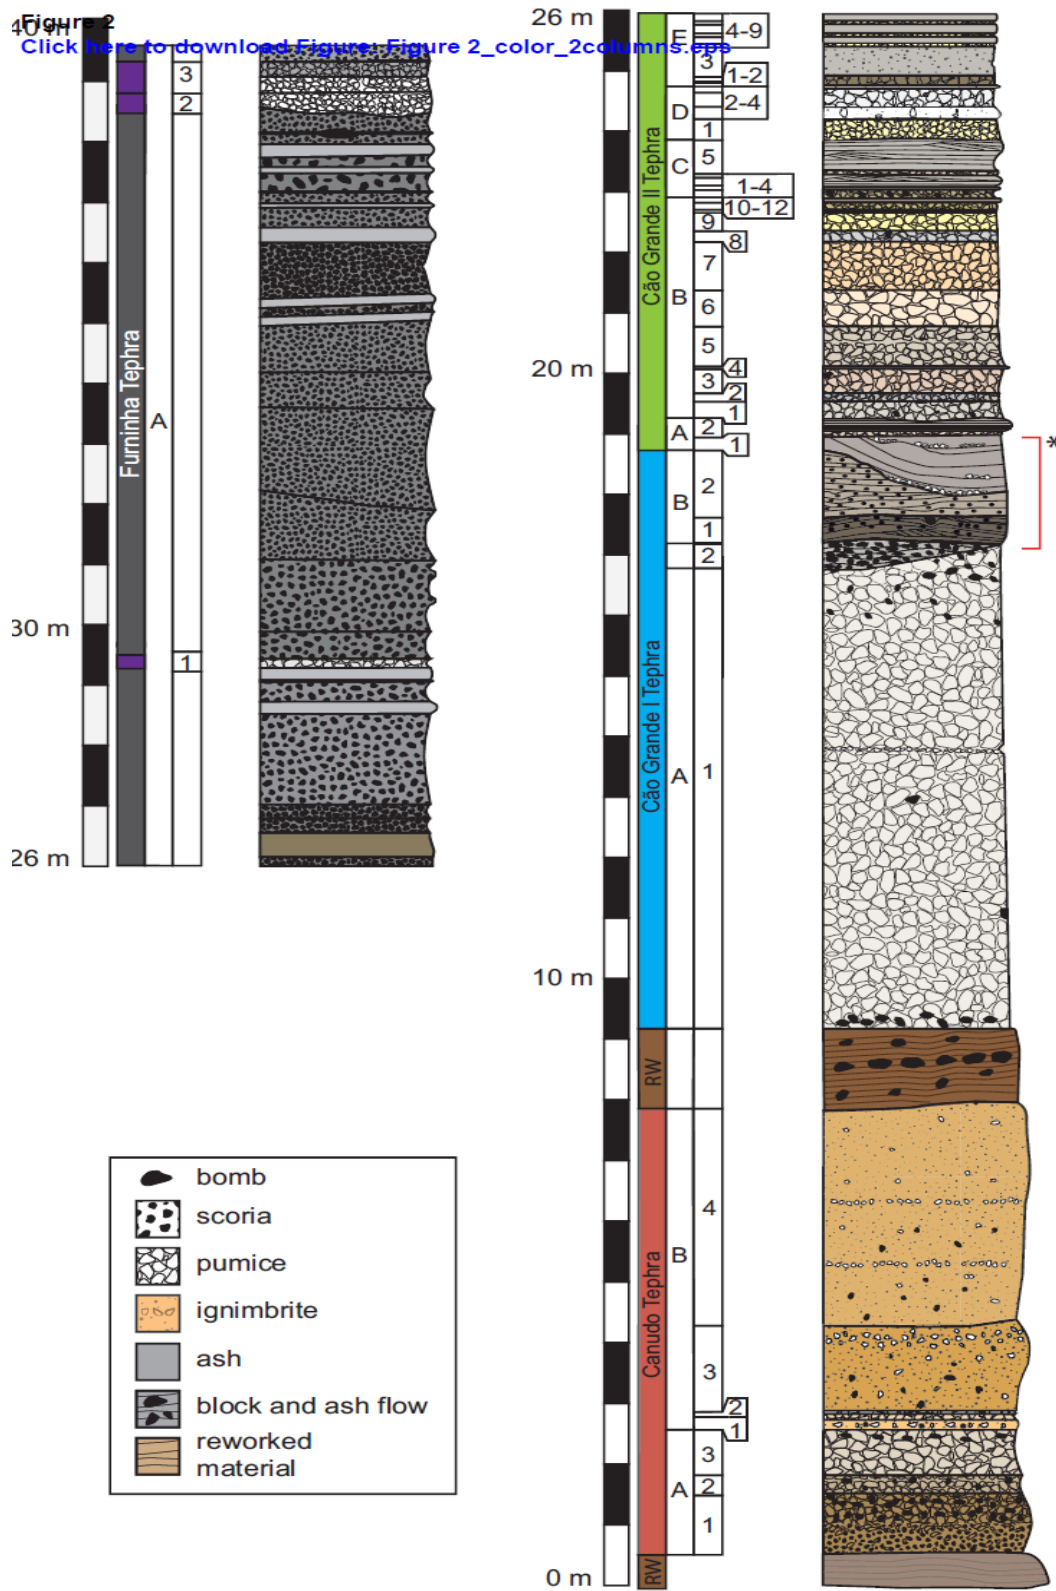 Figure 2
Click here to download Figure: Figure 2_color_2columns.eps
40 m
30 m
26 m
Furninha Tephra
A
3
2
1
26 m
20 m
10 m
0 m
Cão Grande II Tephra
Cão Grande I Tephra
RW
Canudo Tephra
RW
E
4-9
3
1-2
D
2-4
1
C
5
1-4
B
10-12
9
8
7
6
5
4
3
2
1
A
2
1
B
2
1
2
A
1
B
4
3
2
1
A
3
2
1
*
bomb
scoria
pumice
ignimbrite
ash
block and ash flow
reworked
material